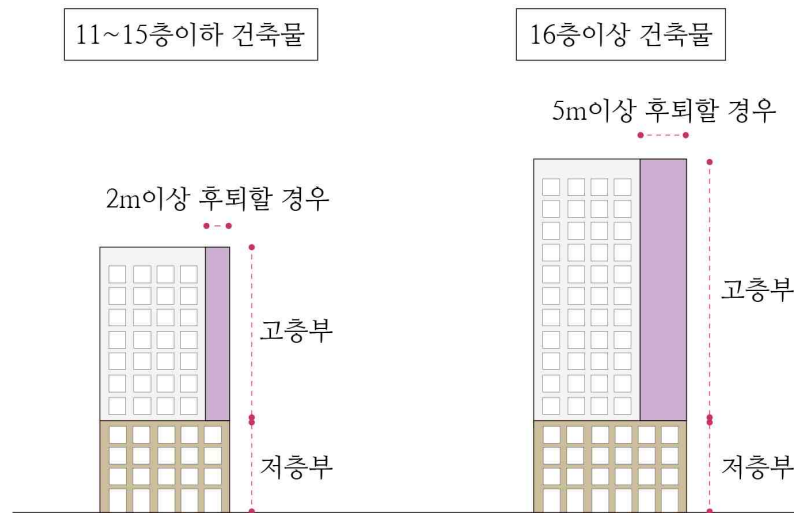 11~15층이하 건축물
16층이상 건축물
5m이상 후퇴할 경우
2m이상 후퇴할 경우
고층부
고층부
저층부
저층부